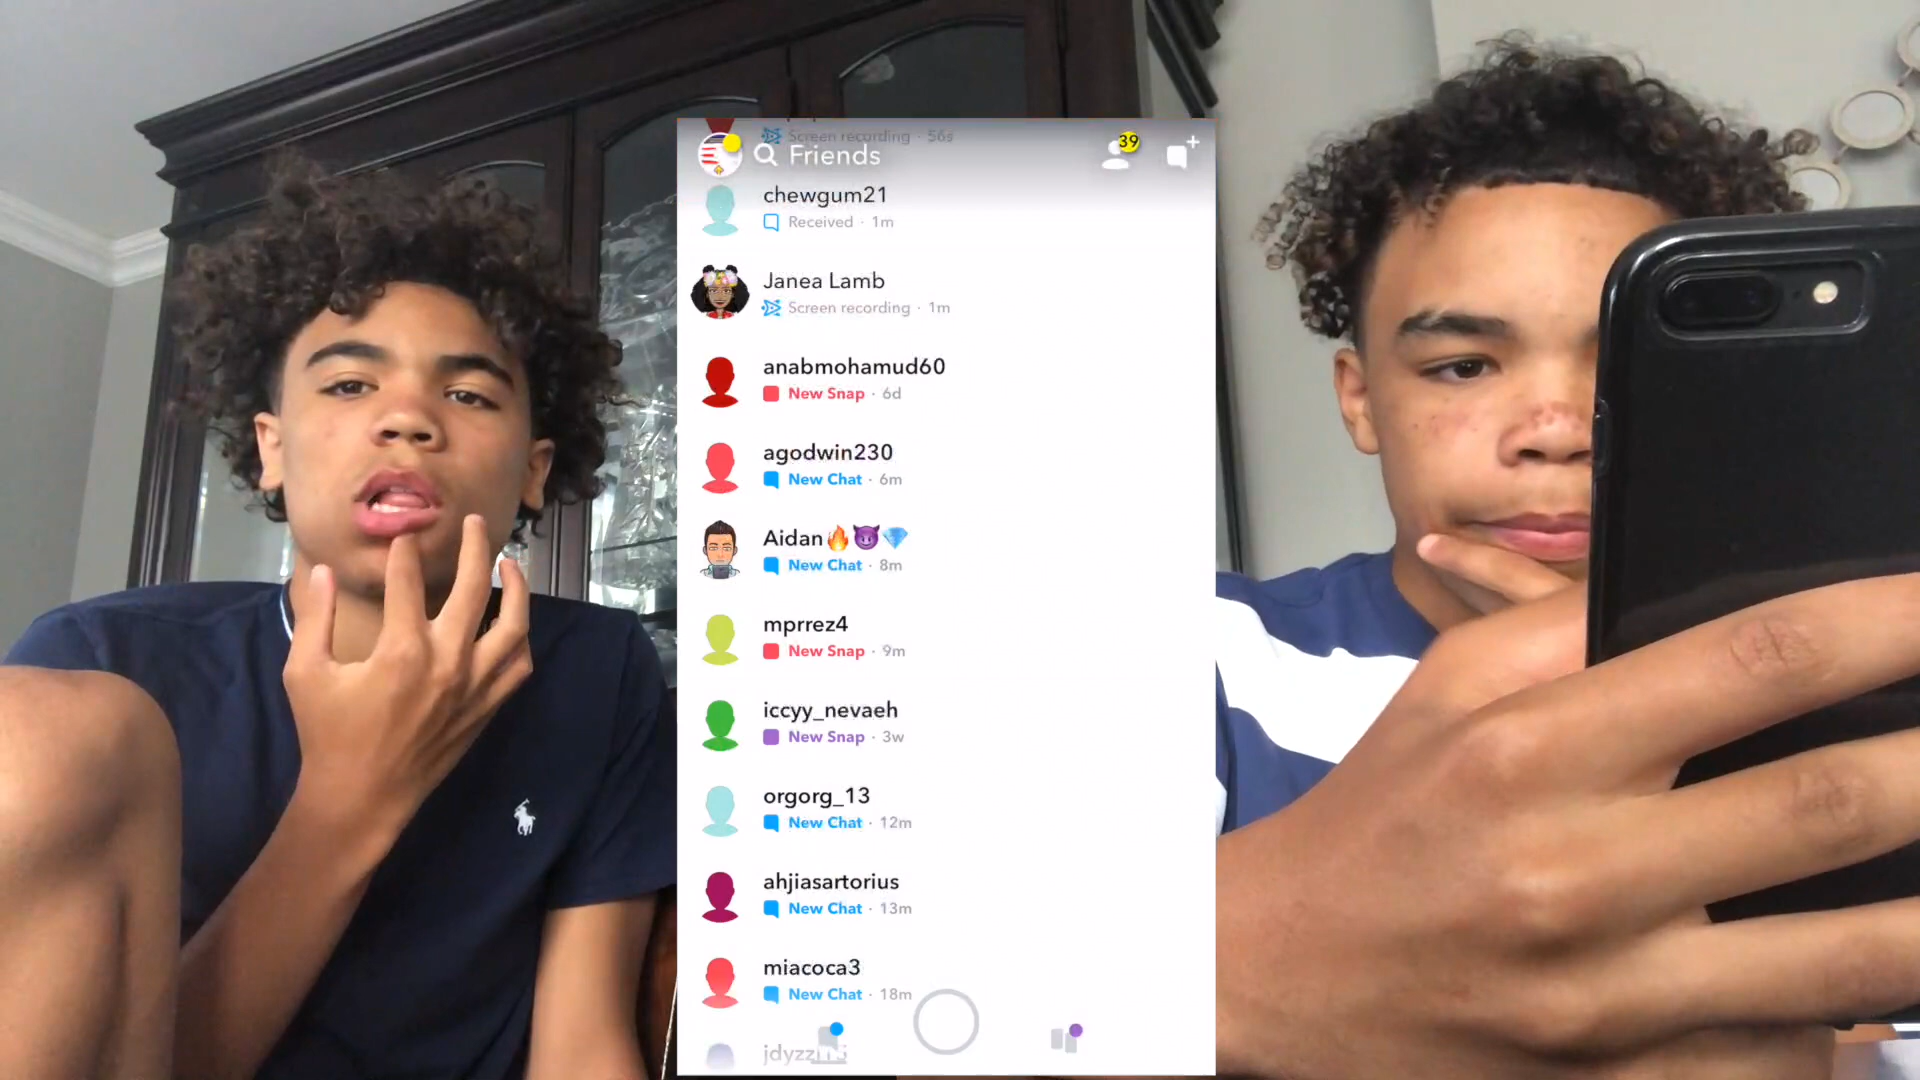 Screen recording · 56s
Friends
39
chewgum21
Received · 1m
Janea Lamb
Screen recording · 1m
anabmohamud60
New Snap · 6d
agodwin230
New Chat · 6m
Aidan🔥😈💎
New Chat · 8m
mprrez4
New Snap · 9m
iccyy_nevaeh
New Snap · 3w
orgorg_13
New Chat · 12m
ahjiasartorius
New Chat · 13m
miacoca3
New Chat · 18m